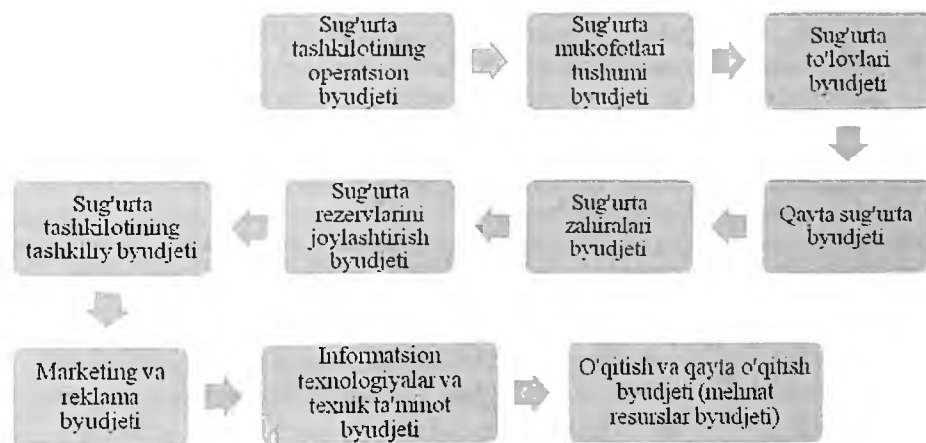 Sug'urta
tashkilotining
operatsion
byudjeti
Sug'urta
mukofotlari
tushumi
byudjeti
Sug'urta
to'lovlari
byudjeti
Qayta sug'urta
byudjeti
Sug'urta
zahiralari
byudjeti
Sug'urta
rezervlarini
joylashtirish
byudjeti
Sug'urta
tashkilotining
tashkiliy byudjeti
Marketing va
reklama
byudjeti
Informatsion
texnologiyalar va
texnik ta'minot
byudjeti
O'qitish va qayta o'qitish
byudjeti (mehnat
resurslar byudjeti)